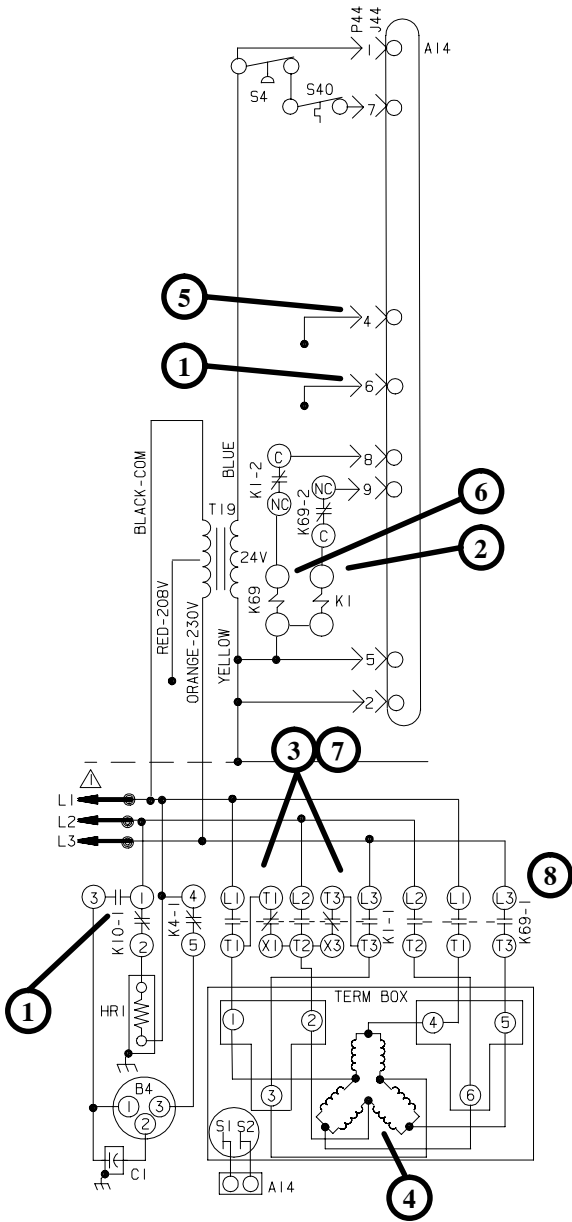 P44
J44
1
A14
S4
S40
7
5
4
1
6
BLUE
BLACK-COM
C
8
K1-2
NC
9
NC
K69-2
6
T19
C
2
24V
RED-208V
K69
K1
ORANGE-230V
YELLOW
5
2
3
7
1
L1
L2
L3
8
3
1
4
L1
T1
L2
T3
L3
L2
L1
L3
K10-1
K4-1
K1-1
K69-1
2
5
T1
X1
T2
X3
T3
T2
T1
T3
1
TERM BOX
HR1
1
2
4
5
B4
3
6
1
3
2
S1
S2
C1
A14
4